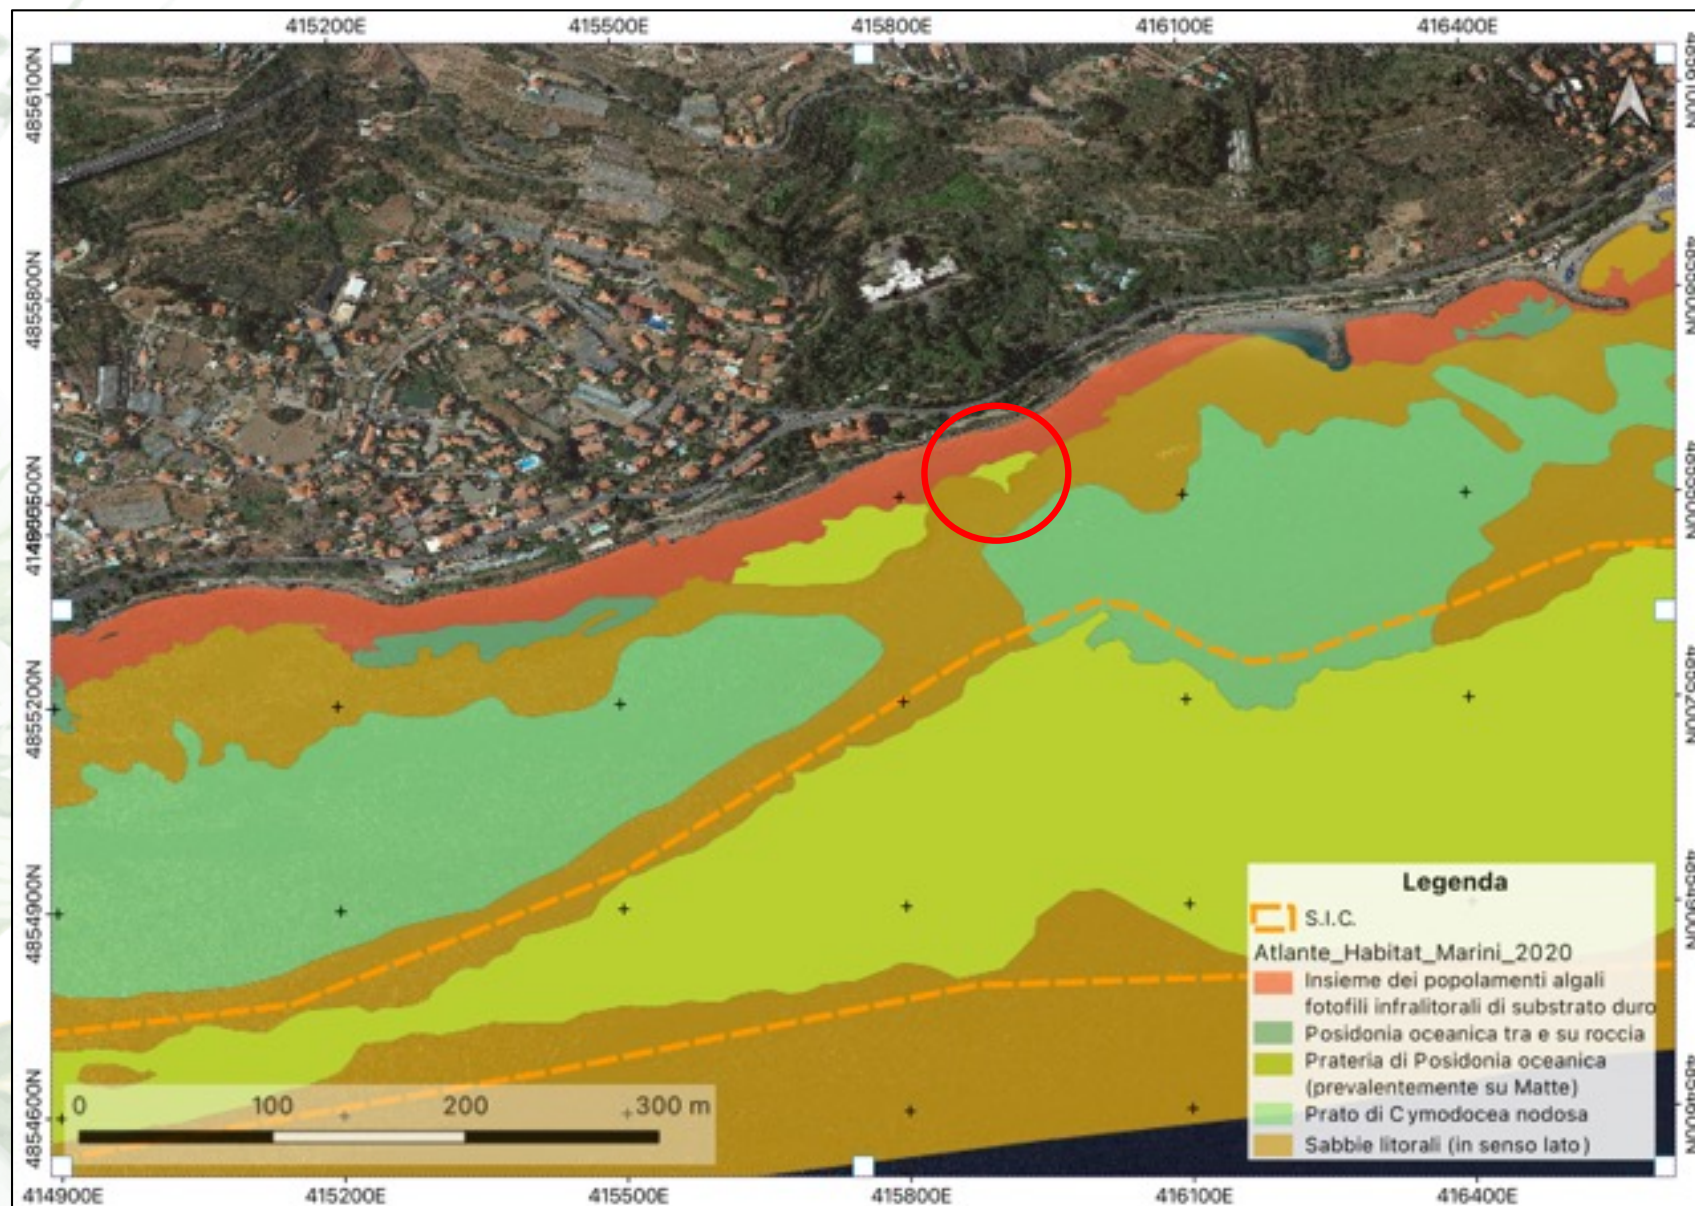 415200E 415500E 415800E 416100E 416400E
4856100N
4855800N
4855200N
4854900N
4854600N
Legenda
S.I.C.
Atlante_Habitat_Marini_2020
Insieme dei popolamenti algali
fotofili infralitorali di substrato duro
Posidonia oceanica tra e su roccia
Prateria di Posidonia oceanica
(prevalentemente su Matte)
Prato di Cymodocea nodosa
Sabbie litorali (in senso lato)
0 100 200 300 m
414900E 415200E 415500E 415800E 416100E 416400E